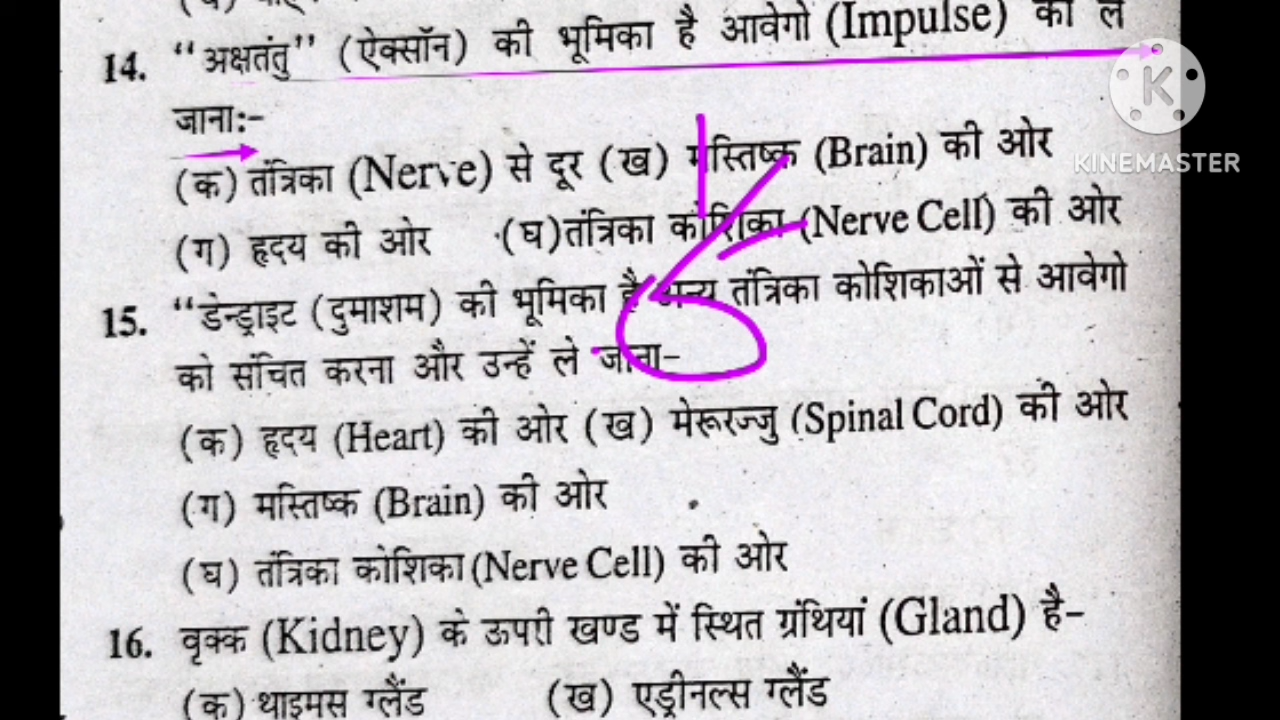 14. “अक्षतंतु” (ऐक्सॉन) की भूमिका है आवेगो (Impulse) को ले
जाना:-
(क) तंत्रिका (Nerve) से दूर (ख) मस्तिष्क (Brain) की ओर
(ग) हृदय की ओर (घ) तंत्रिका कोशिका (Nerve Cell) की ओर
15. “डेन्ड्राइट (दुमाशम) की भूमिका है अन्य तंत्रिका कोशिकाओं से आवेगो
को संचित करना और उन्हें ले जाना-
(क) हृदय (Heart) की ओर (ख) मेरूरज्जु (Spinal Cord) की ओर
(ग) मस्तिष्क (Brain) की ओर
(घ) तंत्रिका कोशिका (Nerve Cell) की ओर
16. वृक्क (Kidney) के ऊपरी खण्ड में स्थित ग्रंथियां (Gland) है-
(क) थाइमस ग्लैंड (ख) एड्रीनल्स ग्लैंड
K
KINEMASTER